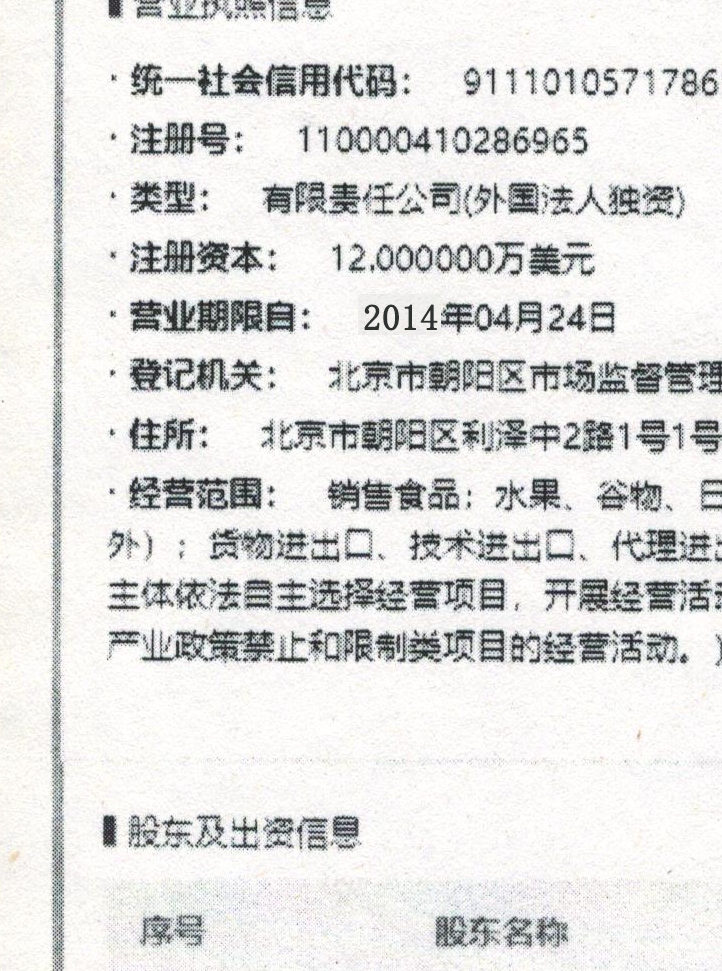 营业执照信息
· 统一社会信用代码： 9111010571786
· 注册号： 110000410286965
· 类型： 有限责任公司(外国法人独资)
· 注册资本： 12.000000万美元
· 营业期限自： 2014年04月24日
· 登记机关： 北京市朝阳区市场监督管理
· 住所： 北京市朝阳区利泽中2路1号1号
· 经营范围： 销售食品；水果、谷物、日
外）；货物进出口、技术进出口、代理进出
主体依法自主选择经营项目，开展经营活动
产业政策禁止和限制类项目的经营活动。）
股东及出资信息
序号 股东名称